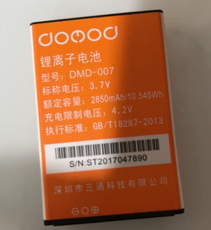 domod
锂离子电池
型号: DMD-007
标称电压: 3.7V
额定容量: 2850mAh/10.545Wh
充电限制电压: 4.2V
执行标准: GB/T18287-2013
S/N:ST2017047890
深圳市三通科技有限公司